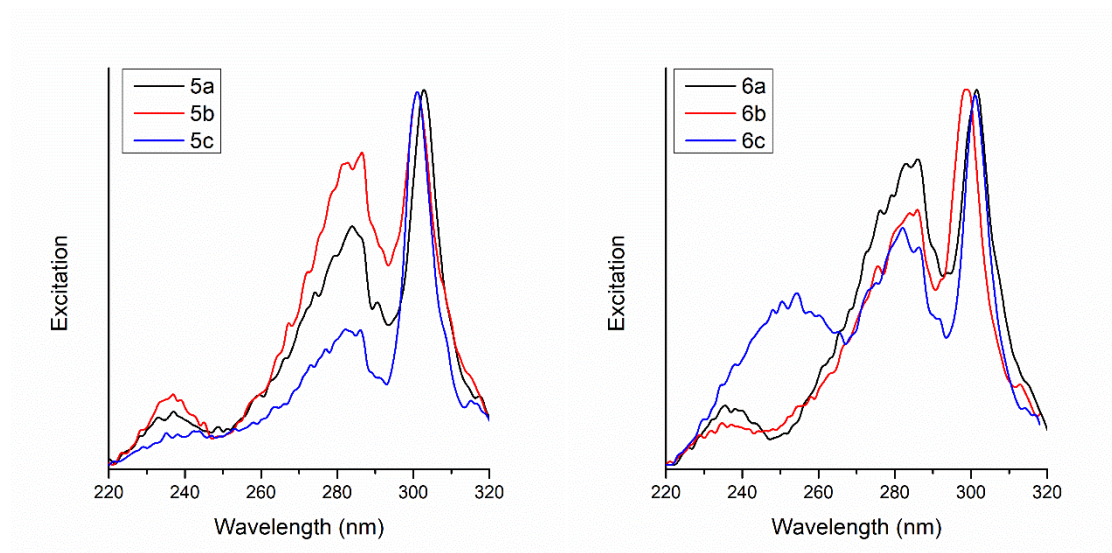 5a
5b
5c
Excitation
220 240 260 280 300 320
Wavelength (nm)
6a
6b
6c
Excitation
220 240 260 280 300 320
Wavelength (nm)